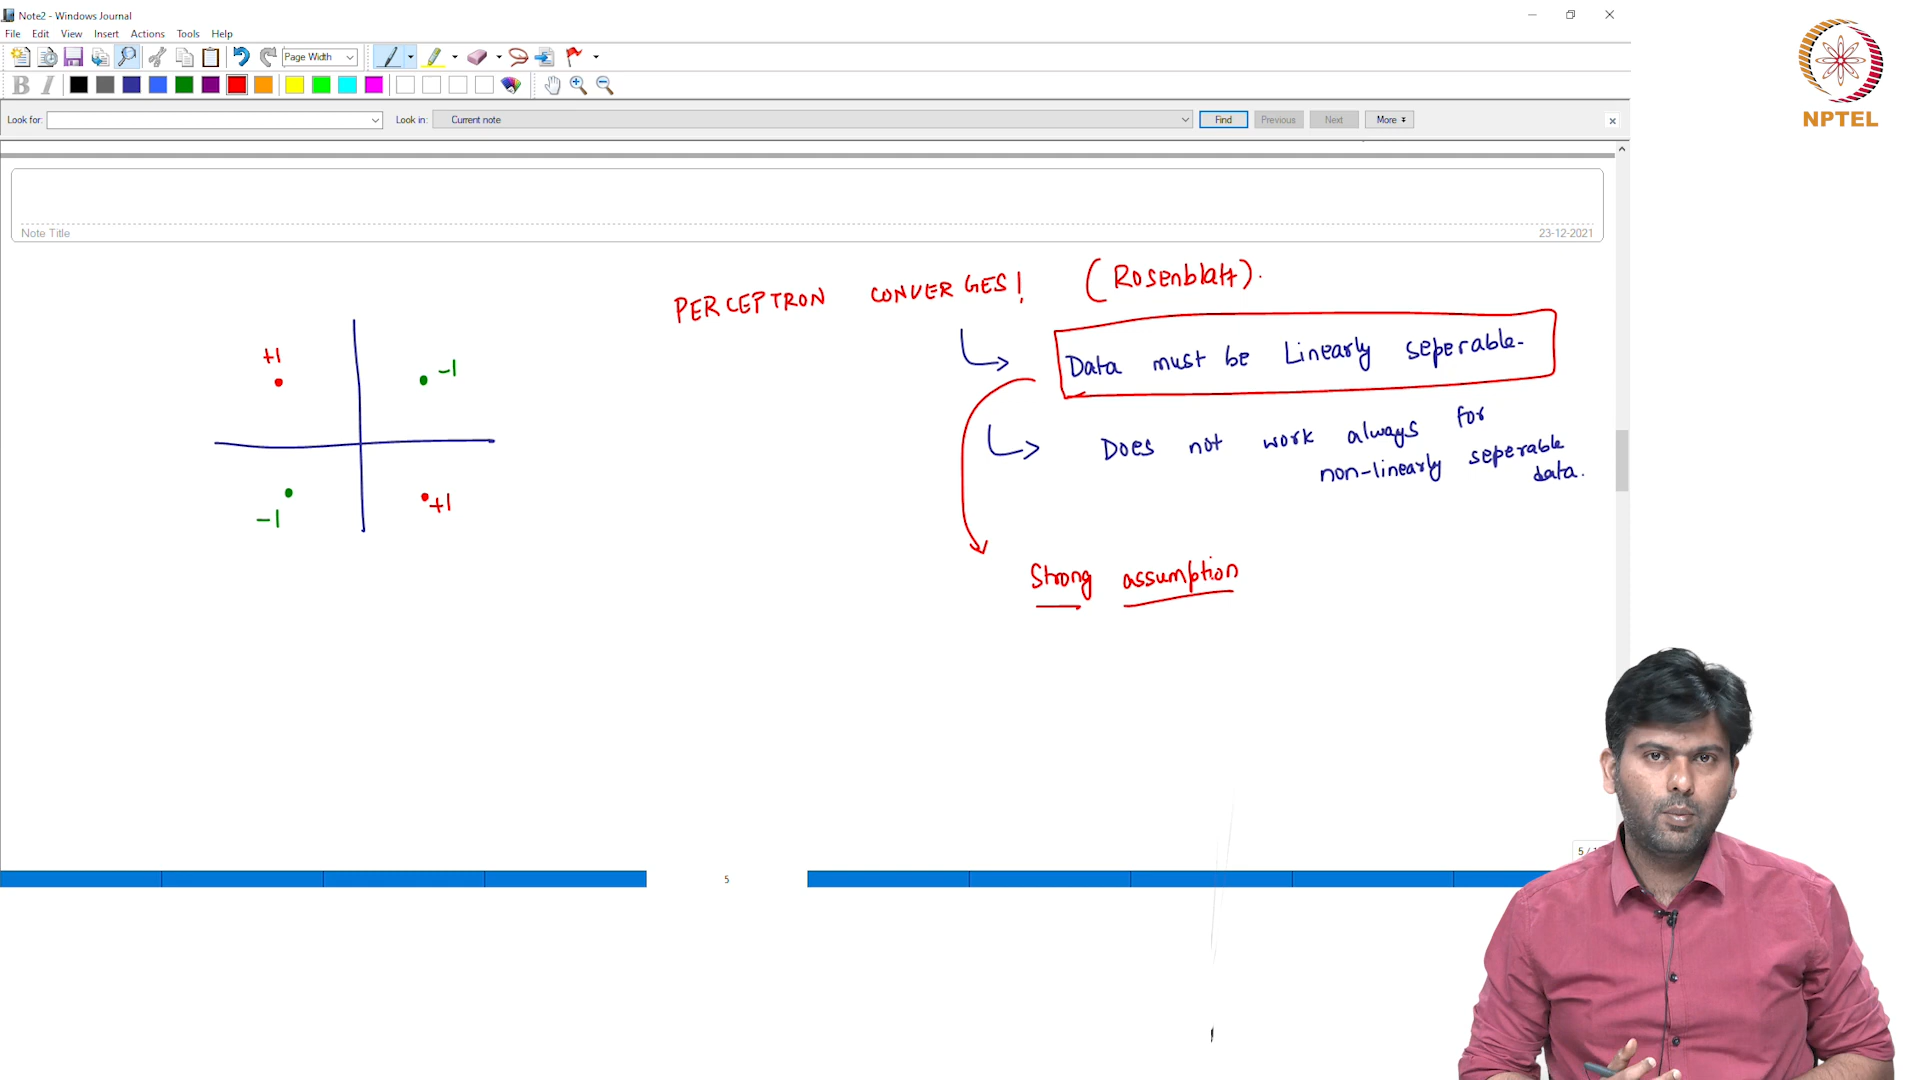 Note2 - Windows Journal
File Edit View Insert Actions Tools Help
Page Width
B I
Look for: Look in: Current note Find Previous Next More
NPTEL
Note Title
23-12-2021
PERCEPTRON CONVERGES! (Rosenblatt).
Data must be Linearly seperable.
Does not work always for
non-linearly seperable
data.
Strong assumption
+1
-1
-1
+1
5
5 /